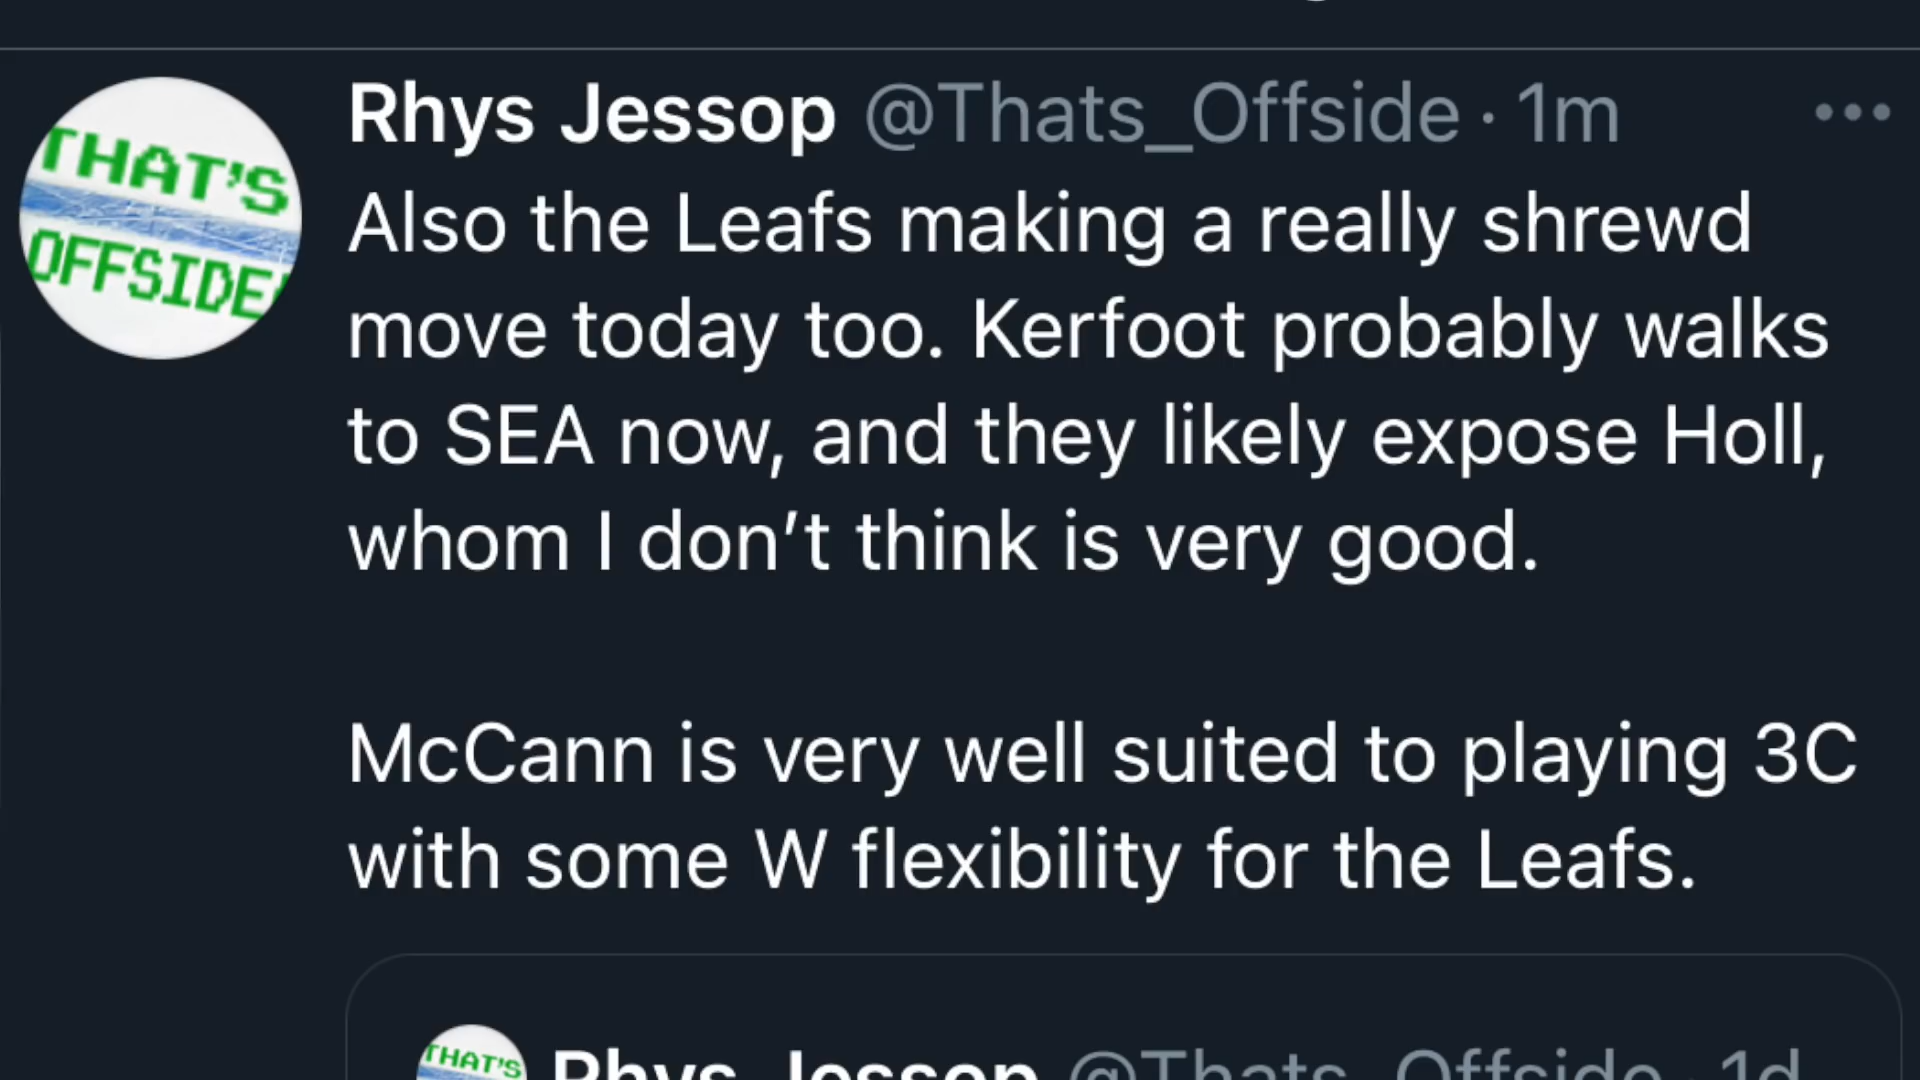 THAT'S
OFFSIDE
Rhys Jessop @Thats_Offside · 1m
Also the Leafs making a really shrewd
move today too. Kerfoot probably walks
to SEA now, and they likely expose Holl,
whom I don’t think is very good.
McCann is very well suited to playing 3C
with some W flexibility for the Leafs.
THAT'S
Rhys Jessop @Thats_Offside · 1d